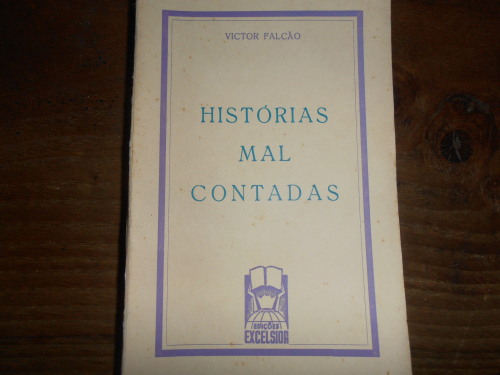 VICTOR FALCÃO
HISTÓRIAS
MAL
CONTADAS
EDIÇÕES
EXCELSIOR